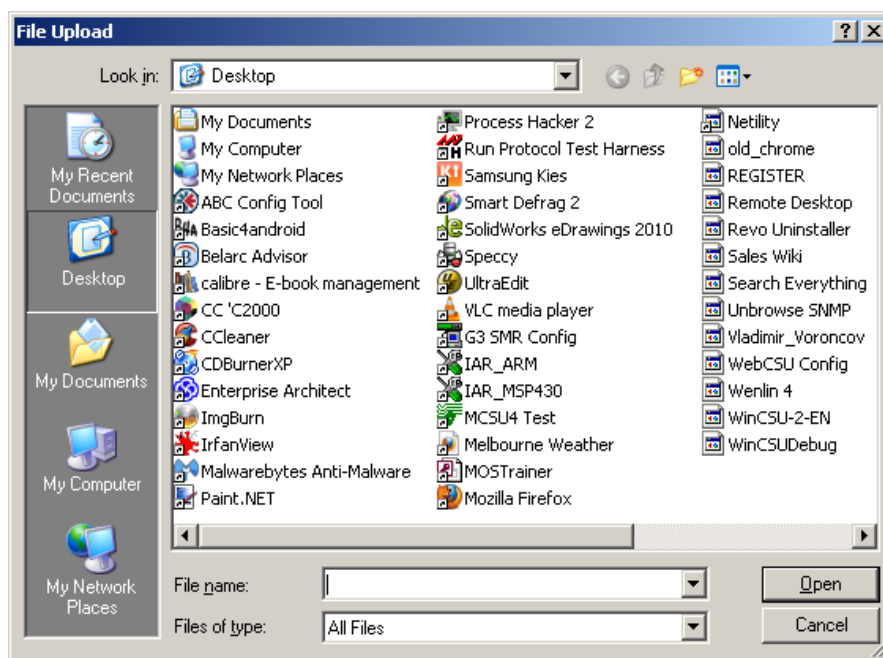 File Upload
Look in:
Desktop
My Recent
Documents
Desktop
My Documents
My Computer
My Network
Places
My Documents
My Computer
My Network Places
ABC Config Tool
Basic4android
Belarc Advisor
calibre - E-book management
CC 'C2000
CCleaner
CDBurnerXP
Enterprise Architect
ImgBurn
IrfanView
Malwarebytes Anti-Malware
Paint.NET
Process Hacker 2
Run Protocol Test Harness
Samsung Kies
Smart Defrag 2
SolidWorks eDrawings 2010
Speccy
UltraEdit
VLC media player
G3 SMR Config
IAR_ARM
IAR_MSP430
MCSU4 Test
Melbourne Weather
MOSTrainer
Mozilla Firefox
Netility
old_chrome
REGISTER
Remote Desktop
Revo Uninstaller
Sales Wiki
Search Everything
Unbrowse SNMP
Vladimir_Voroncov
WebCSU Config
Wenlin 4
WinCSU-2-EN
WinCSUDebug
File name:
Open
Files of type:
All Files
Cancel